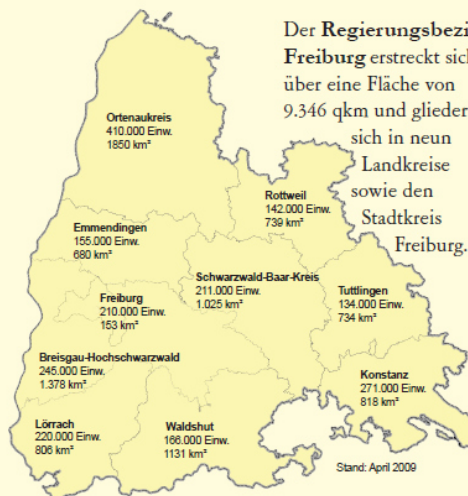 Der Regierungsbezi
Freiburg erstreckt sich
über eine Fläche von
9.346 qkm und glieder
sich in neun
Landkreise
sowie den
Stadtkreis
Freiburg.
Ortenaukreis
410.000 Einw.
1850 km²
Rottweil
142.000 Einw.
739 km²
Emmendingen
155.000 Einw.
680 km²
Schwarzwald-Baar-Kreis
211.000 Einw.
1.025 km²
Tuttlingen
134.000 Einw.
734 km²
Freiburg
210.000 Einw.
153 km²
Breisgau-Hochschwarzwald
245.000 Einw.
1.378 km²
Konstanz
271.000 Einw.
818 km²
Lörrach
220.000 Einw.
806 km²
Waldshut
166.000 Einw.
1131 km²
Stand: April 2009